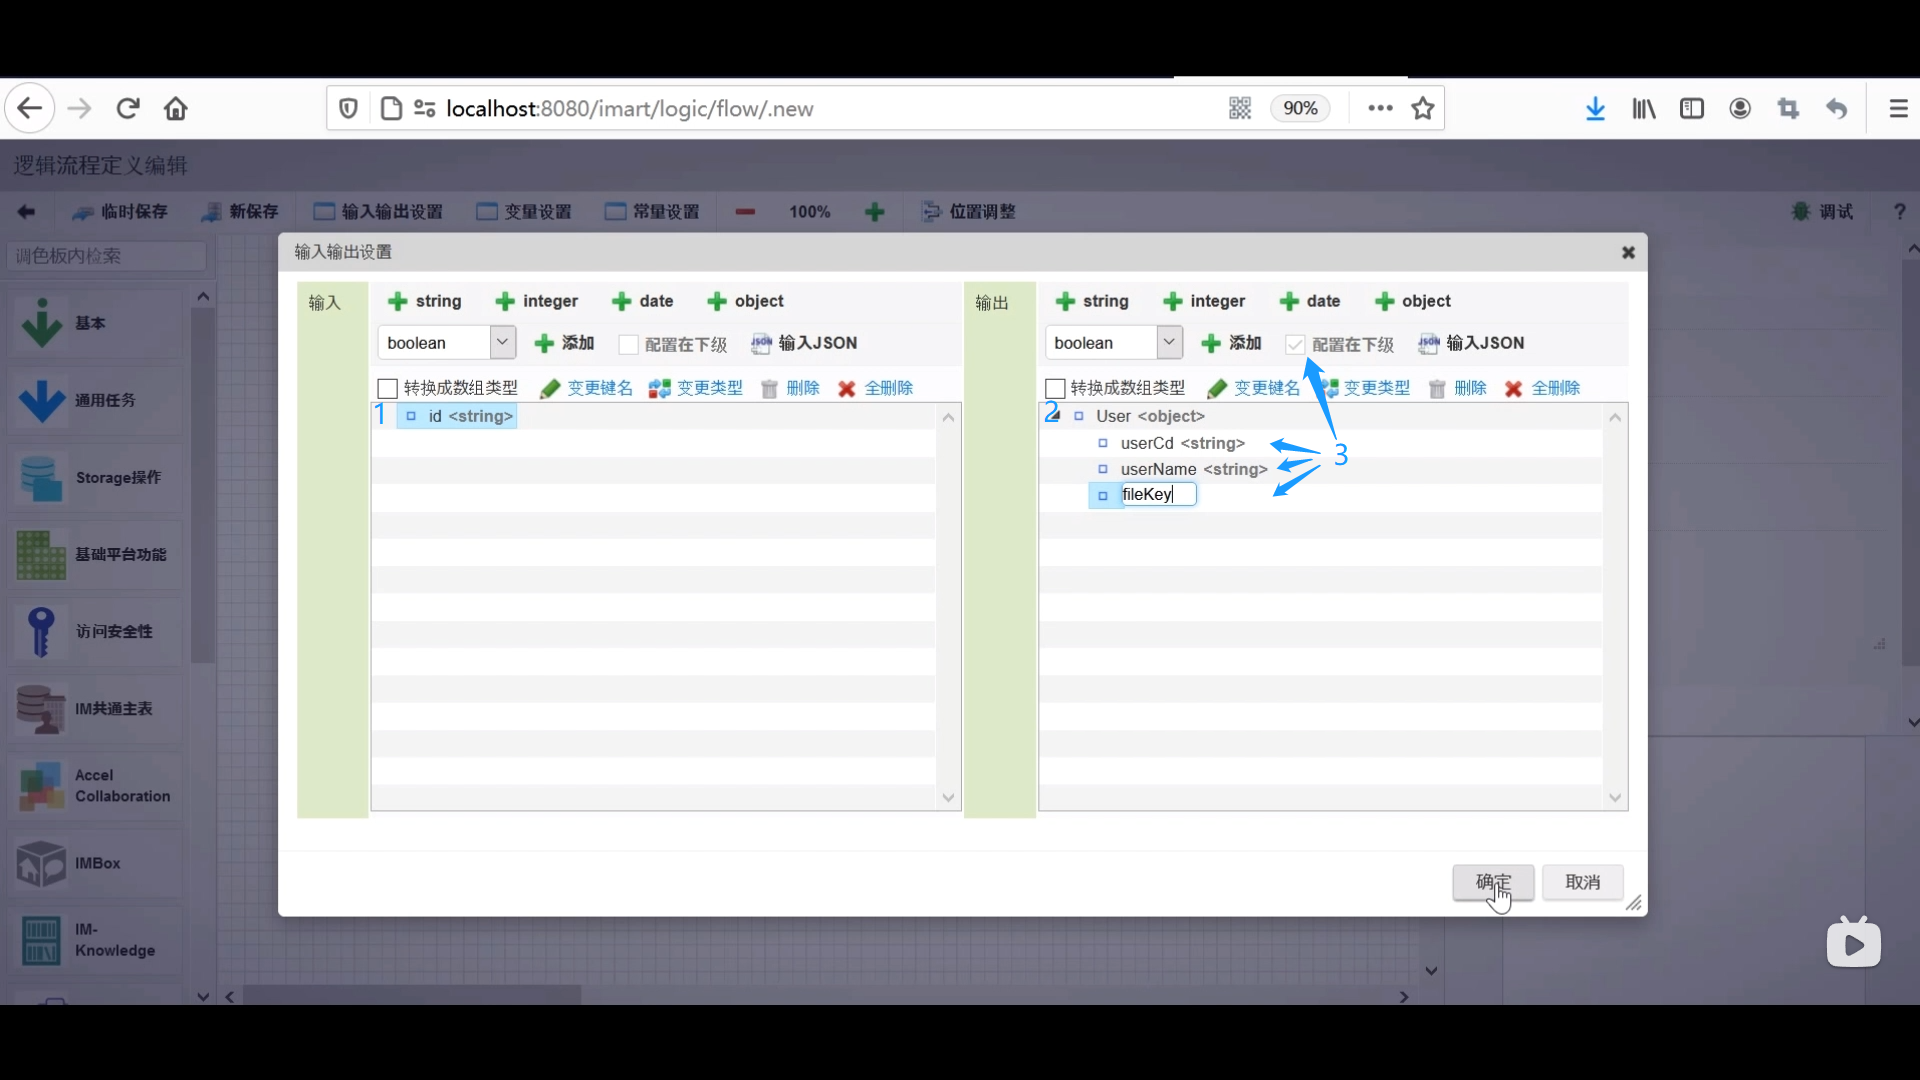 localhost:8080/imart/logic/flow/.new
90%
逻辑流程定义编辑
临时保存
新保存
输入输出设置
变量设置
常量设置
100%
位置调整
调试
?
调色板内检索
基本
通用任务
Storage操作
基础平台功能
访问安全性
IM共通主表
Accel
Collaboration
IMBox
IM-
Knowledge
输入输出设置
输入
string
integer
date
object
boolean
添加
配置在下级
JSON
输入JSON
转换成数组类型
变更键名
变更类型
删除
全删除
1
id <string>
输出
string
integer
date
object
boolean
添加
配置在下级
JSON
输入JSON
转换成数组类型
变更键名
变更类型
删除
全删除
2
User <object>
userCd <string>
userName <string>
fileKey
3
确定
取消